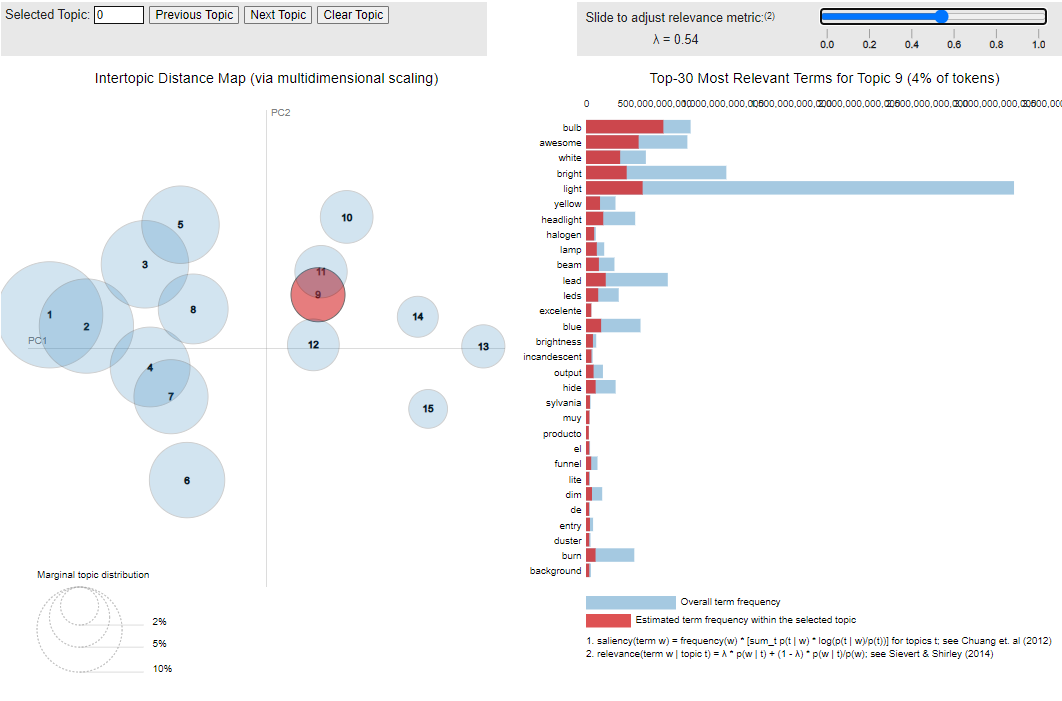 Selected Topic: 0 Previous Topic Next Topic Clear Topic
Slide to adjust relevance metric:(2)
λ = 0.54
0.0 0.2 0.4 0.6 0.8 1.0
Intertopic Distance Map (via multidimensional scaling)
PC2
PC1
5
10
3
11
9
1
2
8
14
12
13
4
7
15
6
Marginal topic distribution
2%
5%
10%
Top-30 Most Relevant Terms for Topic 9 (4% of tokens)
0
bulb
awesome
white
bright
light
yellow
headlight
halogen
lamp
beam
lead
leds
excelente
blue
brightness
incandescent
output
hide
sylvania
muy
producto
el
funnel
lite
dim
de
entry
duster
burn
background
Overall term frequency
Estimated term frequency within the selected topic
1. saliency(term w) = frequency(w) * [sum_t p(t | w) * log(p(t | w)/p(t))] for topics t; see Chuang et. al (2012)
2. relevance(term w | topic t) = λ * p(w | t) + (1 - λ) * p(w | t)/p(w); see Sievert & Shirley (2014)